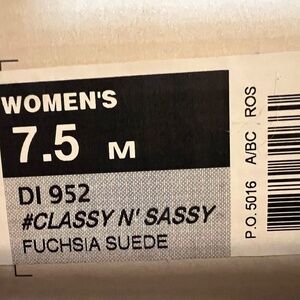 WOMEN'S
7.5 M
DI 952
#CLASSY N' SASSY
FUCHSIA SUEDE
P.O. 5016 A/BC ROS